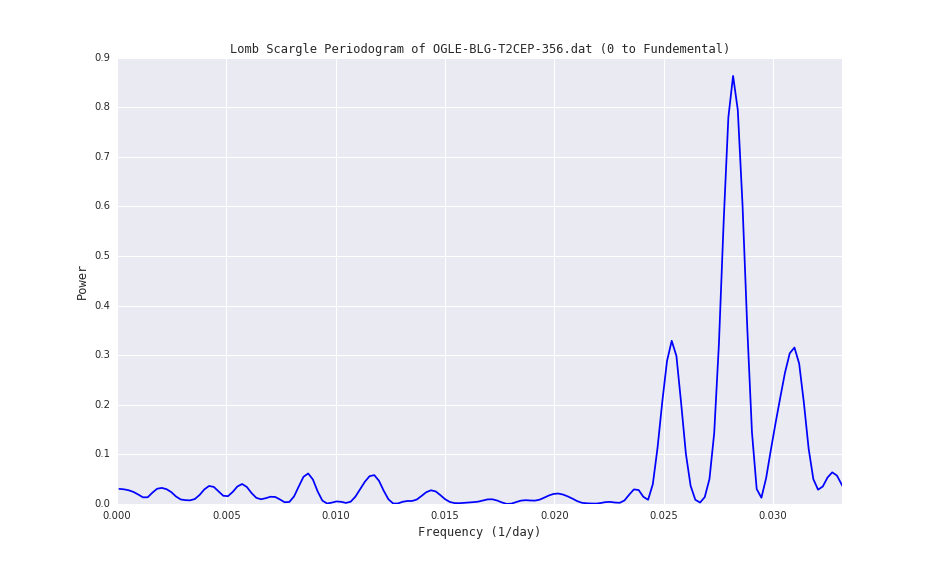 Lomb Scargle Periodogram of OGLE-BLG-T2CEP-356.dat (0 to Fundemental)
0.9
0.8
0.7
0.6
0.5
0.4
0.3
0.2
0.1
0.0
Power
0.000 0.005 0.010 0.015 0.020 0.025 0.030
Frequency (1/day)